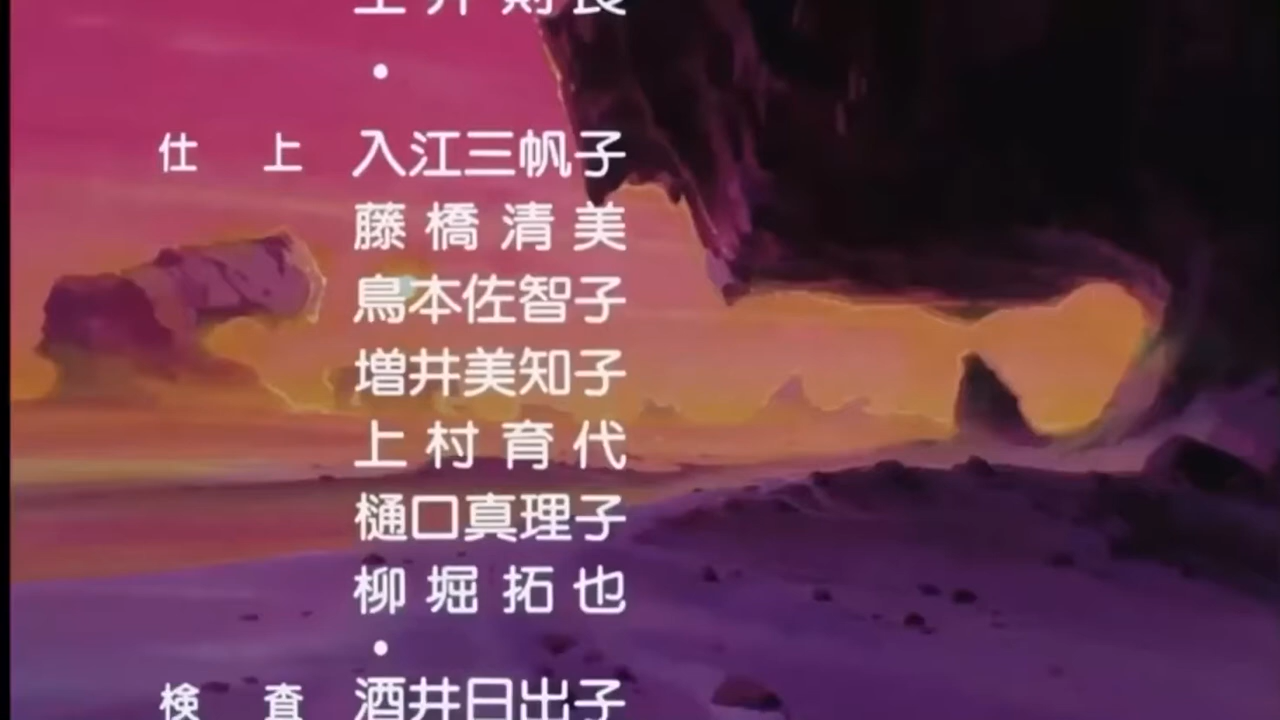 •
仕上 入江三帆子
藤橋清美
鳥本佐智子
増井美知子
上村育代
樋口真理子
柳堀拓也
•
検査 酒井日出子